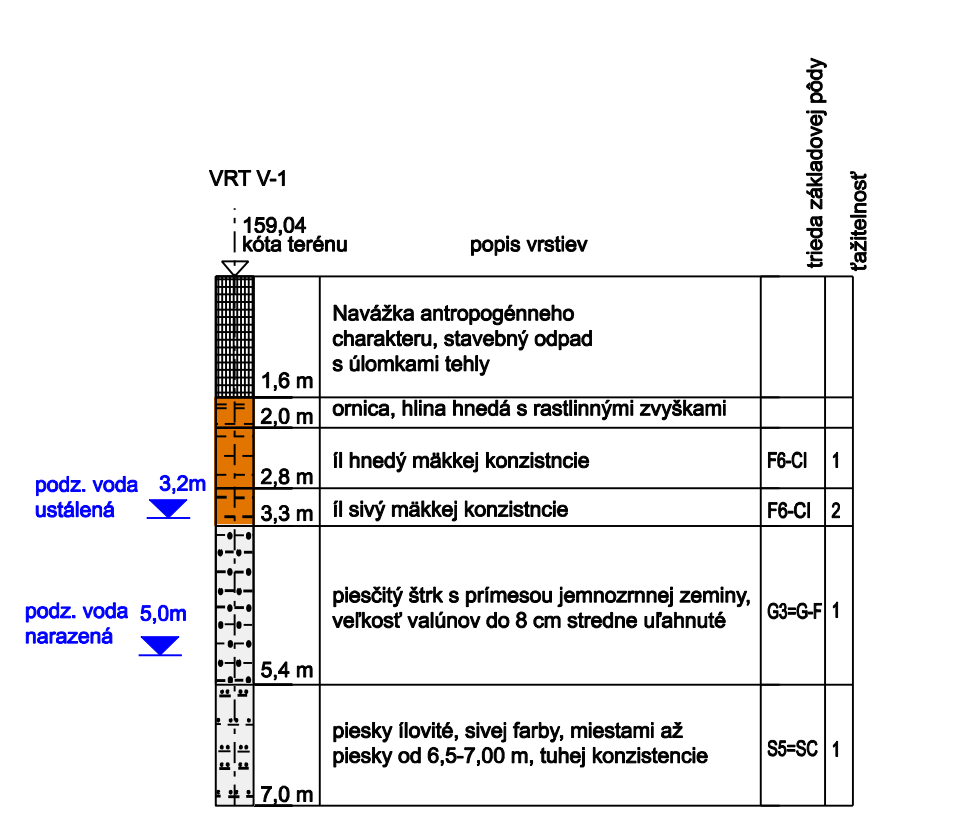 trieda základovej pôdy
ťažitelnosť
VRT V-1
159,04
kóta terénu
popis vrstiev
Navážka antropogénneho
charakteru, stavebný odpad
s úlomkami tehly
1,6 m
ornica, hlina hnedá s rastlinnými zvyškami
2,0 m
íl hnedý mäkkej konzistncie
F6-CI 1
2,8 m
podz. voda 3,2m
ustálená
íl sivý mäkkej konzistncie
F6-CI 2
3,3 m
piesčitý štrk s prímesou jemnozrnnej zeminy,
veľkosť valúnov do 8 cm stredne uľahnuté
G3=G-F 1
podz. voda 5,0m
narazená
5,4 m
piesky ílovité, sivej farby, miestami až
piesky od 6,5-7,00 m, tuhej konzistencie
S5=SC 1
7,0 m